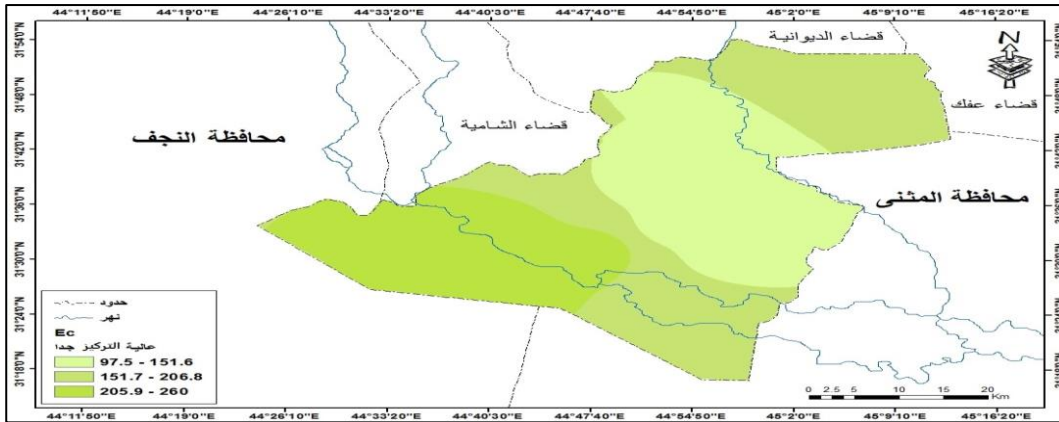 44°11'50"E 44°19'0"E 44°26'10"E 44°33'20"E 44°40'30"E 44°47'40"E 44°54'50"E 45°2'0"E 45°9'10"E 45°16'20"E
قضاء الديوانية
N
قضاء عفك
قضاء الشامية
محافظة النجف
محافظة المثنى
31°54'0"N
31°48'0"N
31°42'0"N
31°36'0"N
31°30'0"N
31°24'0"N
31°18'0"N
حدود
نهر
Ec
عالية التركيز جدا
97.5 - 151.6
151.7 - 206.8
205.9 - 260
0 2.5 5 10 15 20
Km
44°11'50"E 44°19'0"E 44°26'10"E 44°33'20"E 44°40'30"E 44°47'40"E 44°54'50"E 45°2'0"E 45°9'10"E 45°16'20"E